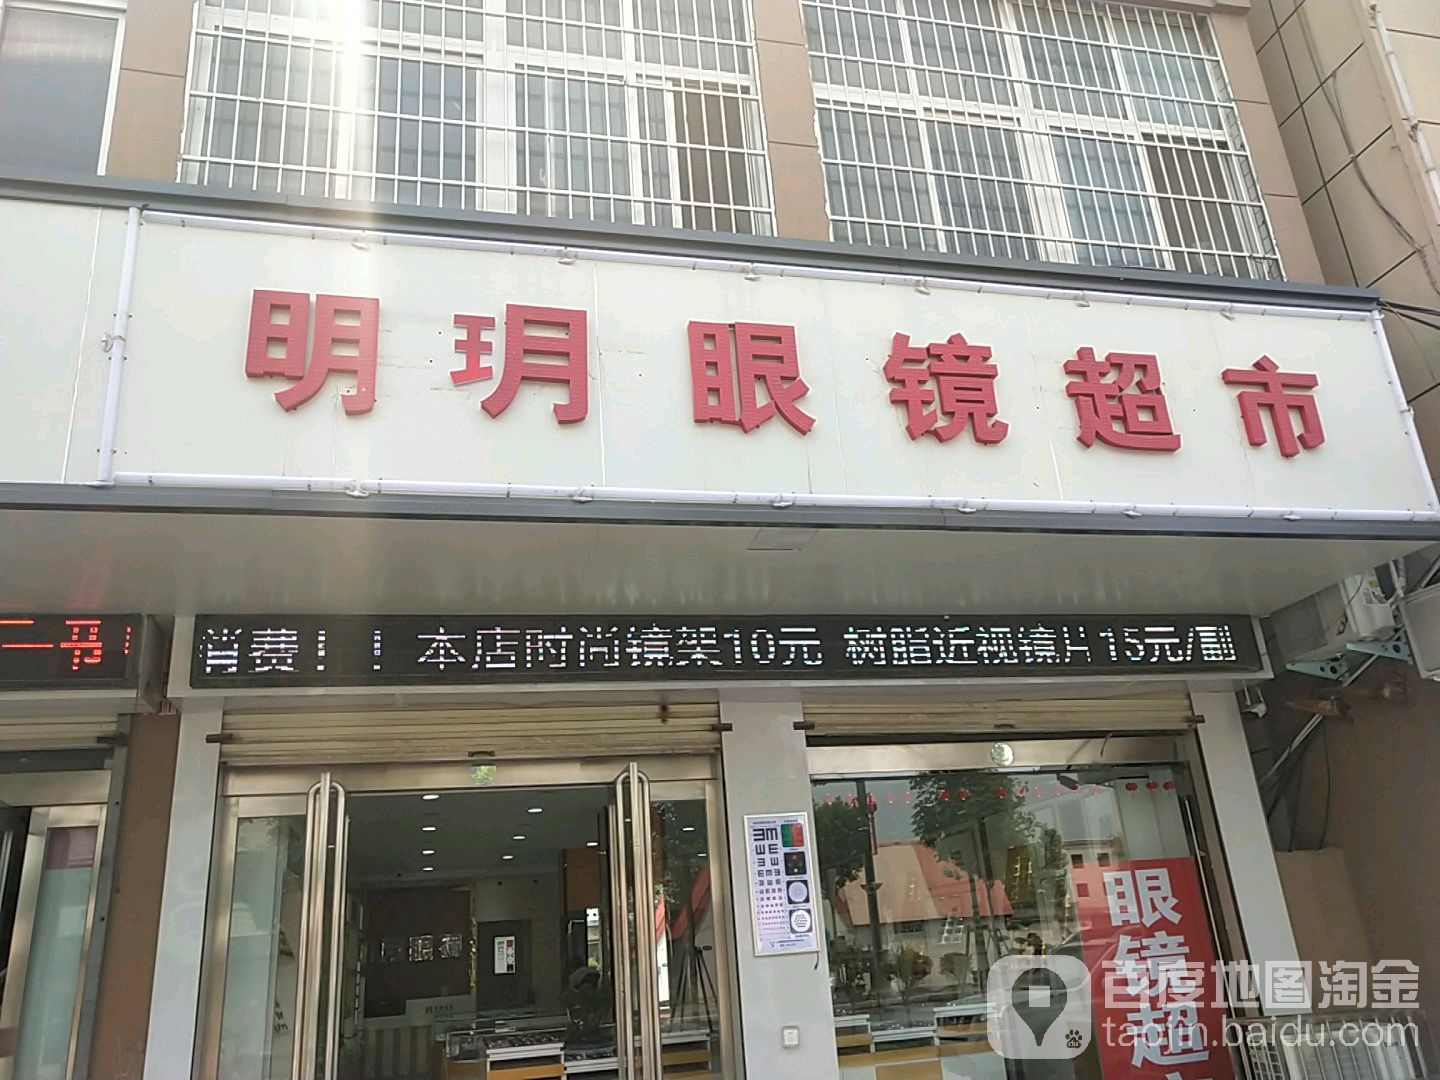 明玥眼镜超市
消费！！本店时尚镜架10元 树脂近视镜片15元/副
眼镜超
百度地图淘金
taojin.baidu.com